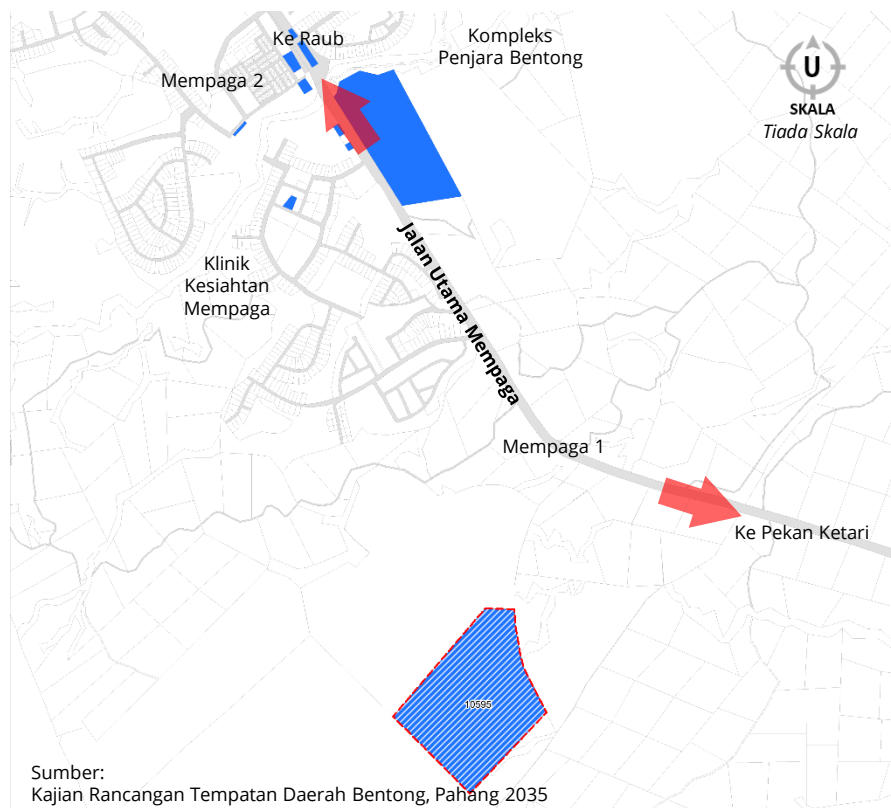 Ke Raub
Kompleks
Penjara Bentong
Mempaga 2
U
SKALA
Tiada Skala
Klinik
Kesiahtan
Mempaga
Jalan Utama Mempaga
Mempaga 1
Ke Pekan Ketari
10595
Sumber:
Kajian Rancangan Tempatan Daerah Bentong, Pahang 2035